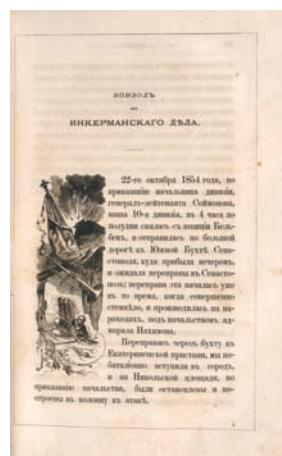 ЭПИЗОДЪ
ИЗЪ
ИНКЕРМАНСКАГО ДѢЛА.
22-го октября 1854 года, по
приказанію начальника дивизіи,
генералъ-лейтенанта Соймонова,
наша 10-я дивизія, въ 4 часа по
полудни снялась съ позиціи Бель-
бекъ, и отправилась по большой
дорогѣ къ Южной Бухтѣ Сева-
стополя, куда прибыла вечеромъ,
и ожидала переправы въ Севасто-
поль; переправа эта началась уже
въ то время, когда совершенно
стемнѣло, и производилась на па-
роходахъ, подъ начальствомъ ад-
мирала Нахимова.
Переправясь черезъ бухту къ
Екатерининской пристани, мы по-
баталіонно вступили въ городъ,
и на Никольской площади, по
приказанію начальства, были остановлены и по-
строены въ колонну къ атакѣ.